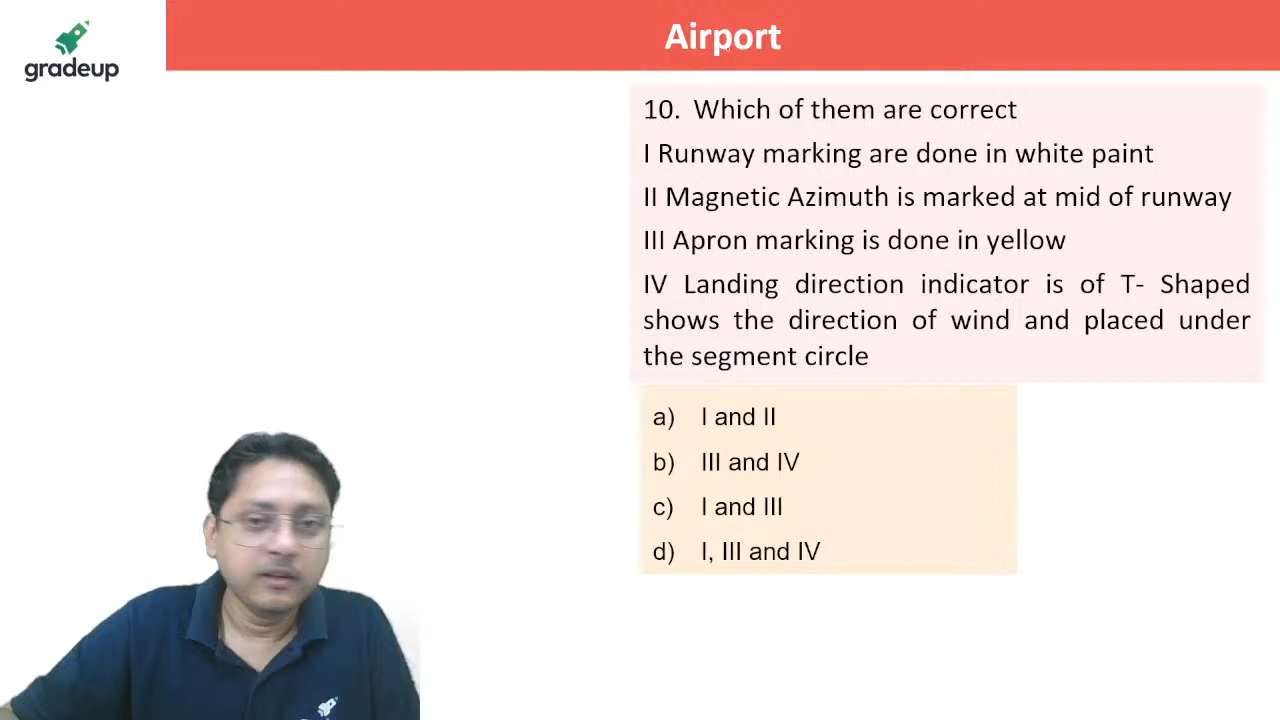 gradeup
Airport
10. Which of them are correct
I Runway marking are done in white paint
II Magnetic Azimuth is marked at mid of runway
III Apron marking is done in yellow
IV Landing direction indicator is of T- Shaped
shows the direction of wind and placed under
the segment circle
a) I and II
b) III and IV
c) I and III
d) I, III and IV